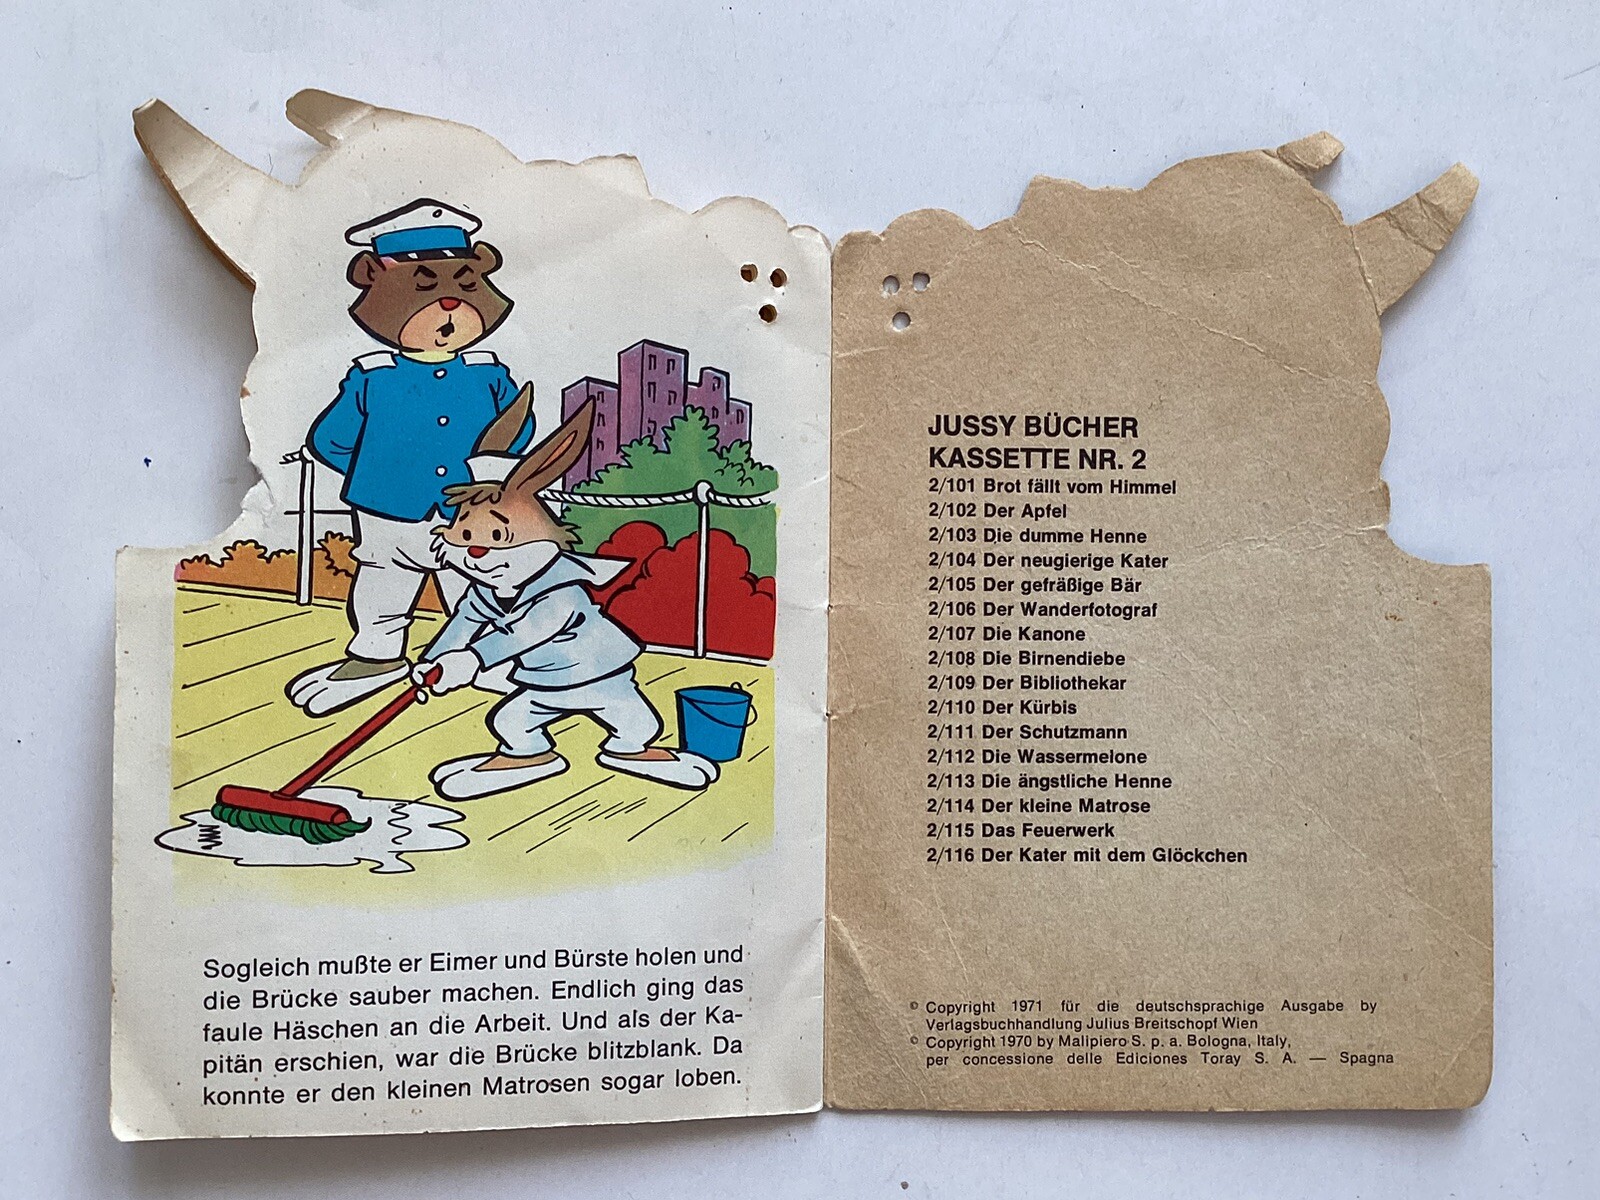 Sogleich mußte er Eimer und Bürste holen und
die Brücke sauber machen. Endlich ging das
faule Häschen an die Arbeit. Und als der Ka-
pitän erschien, war die Brücke blitzblank. Da
konnte er den kleinen Matrosen sogar loben.
JUSSY BÜCHER
KASSETTE NR. 2
2/101 Brot fällt vom Himmel
2/102 Der Apfel
2/103 Die dumme Henne
2/104 Der neugierige Kater
2/105 Der gefräßige Bär
2/106 Der Wanderfotograf
2/107 Die Kanone
2/108 Die Birnendiebe
2/109 Der Bibliothekar
2/110 Der Kürbis
2/111 Der Schutzmann
2/112 Die Wassermelone
2/113 Die ängstliche Henne
2/114 Der kleine Matrose
2/115 Das Feuerwerk
2/116 Der Kater mit dem Glöckchen
© Copyright 1971 für die deutschsprachige Ausgabe by
Verlagsbuchhandlung Julius Breitschopf Wien
© Copyright 1970 by Malipiero S. p. a. Bologna, Italy,
per concessione delle Ediciones Toray S. A. — Spagna